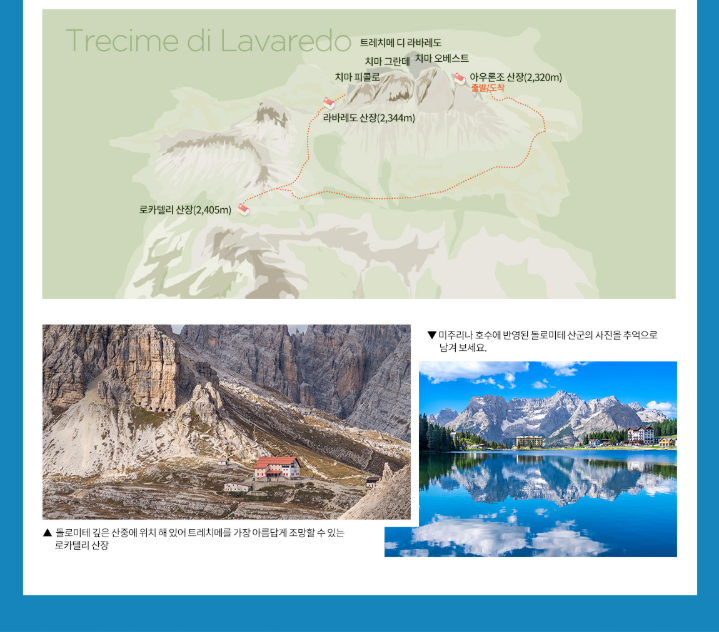 Trecime di Lavaredo
트레치메 디 라바레도
치마 그란데
치마 오베스트
치마 피콜로
아우론조 산장(2,320m)
출발/도착
라바레도 산장(2,344m)
로카텔리 산장(2,405m)
▼ 미주리나 호수에 반영된 돌로미테 산군의 사진을 추억으로
남겨 보세요.
▲ 돌로미테 깊은 산중에 위치 해 있어 트레치메를 가장 아름답게 조망할 수 있는
로카텔리 산장